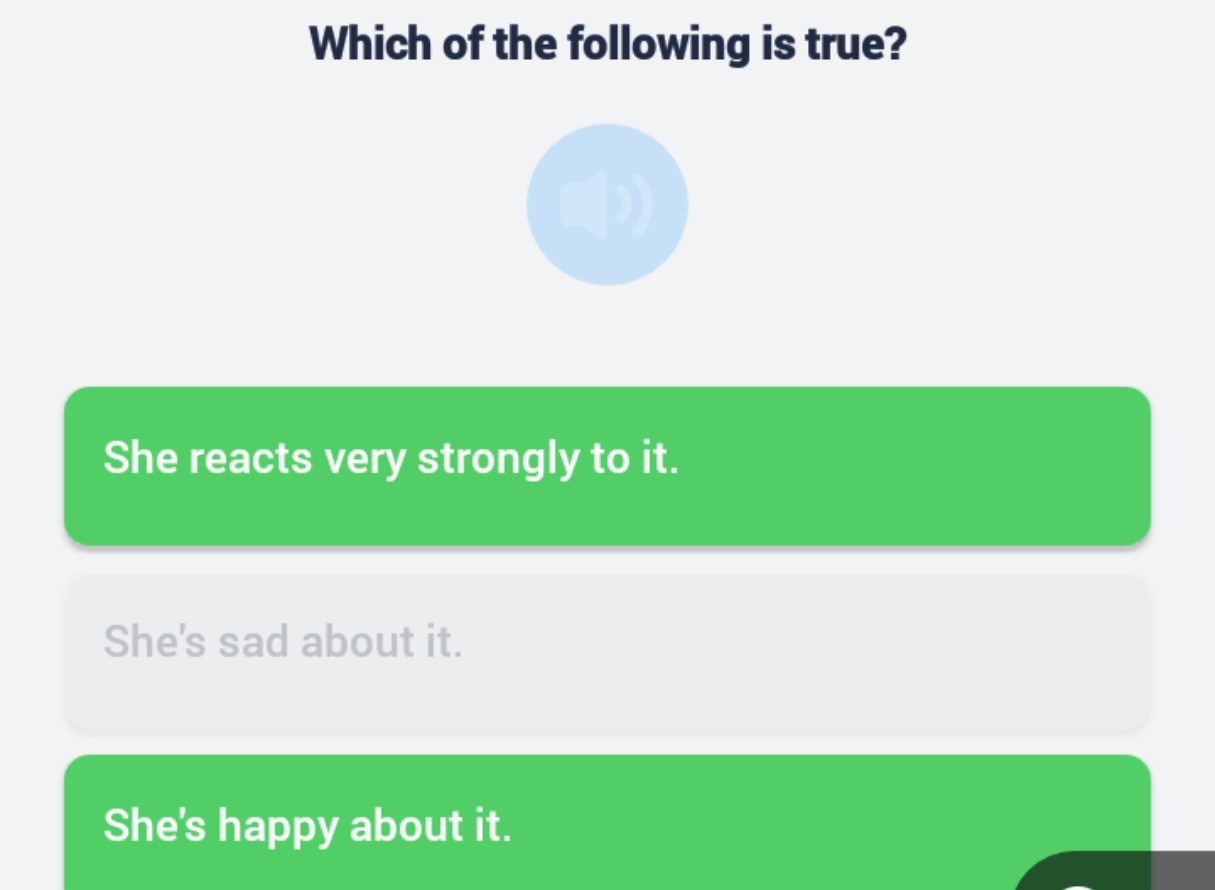 Which of the following is true?
She reacts very strongly to it.
She's sad about it.
She's happy about it.